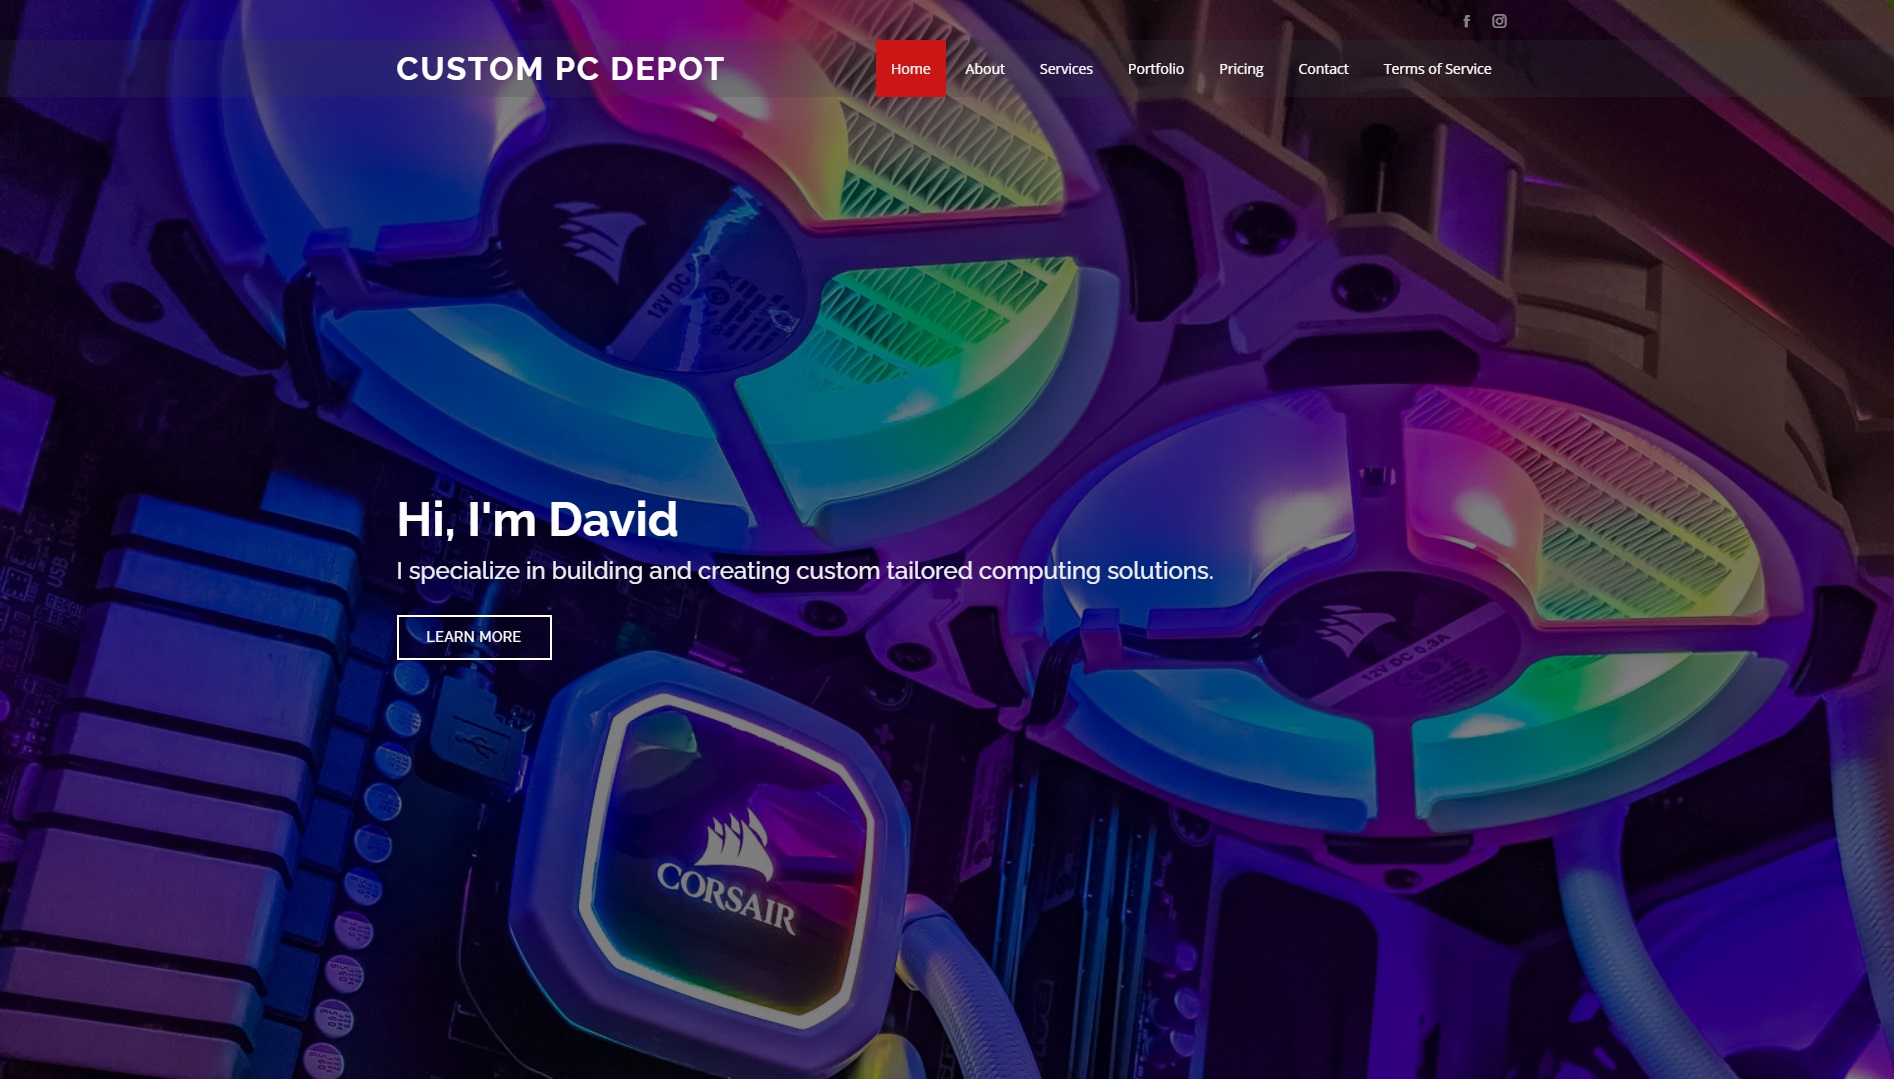 CUSTOM PC DEPOT
Home About Services Portfolio Pricing Contact Terms of Service
12V DC
Hi, I'm David
I specialize in building and creating custom tailored computing solutions.
LEARN MORE
12V DC 0.3A
CORSAIR